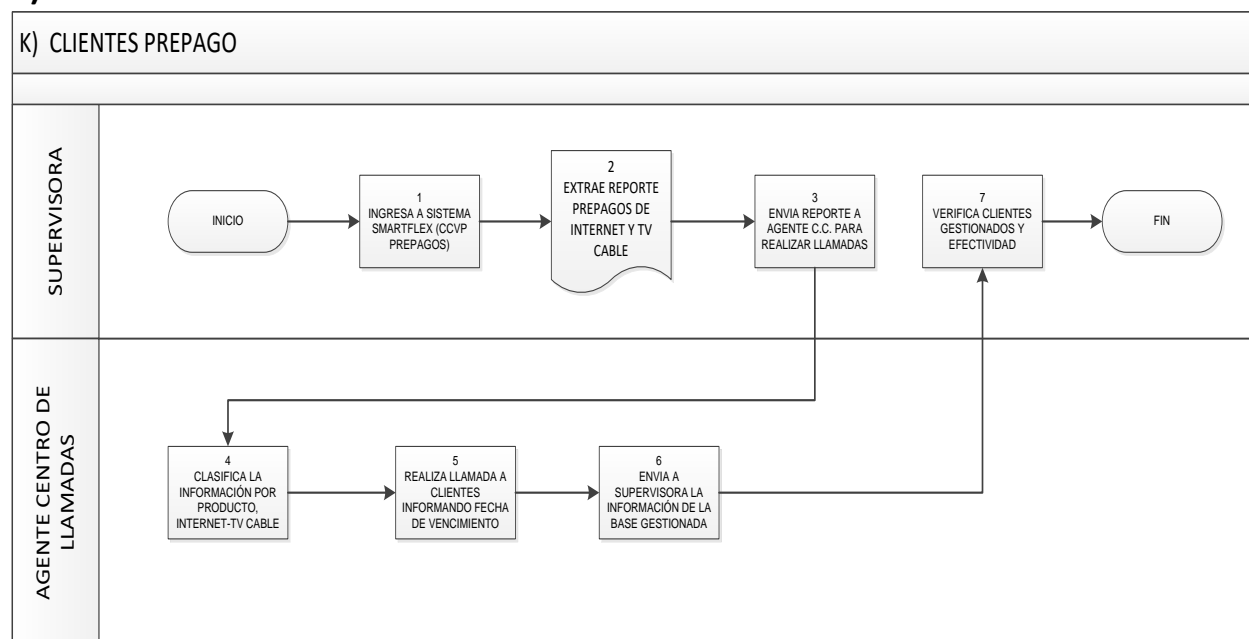 K) CLIENTES PREPAGO
SUPERVISORA
INICIO
1
INGRESA A SISTEMA
SMARTFLEX (CCVP
PREPAGOS)
2
EXTRAE REPORTE
PREPAGOS DE
INTERNET Y TV
CABLE
3
ENVIA REPORTE A
AGENTE C.C. PARA
REALIZAR LLAMADAS
7
VERIFICA CLIENTES
GESTIONADOS Y
EFECTIVIDAD
FIN
AGENTE CENTRO DE
LLAMADAS
4
CLASIFICA LA
INFORMACIÓN POR
PRODUCTO,
INTERNET-TV CABLE
5
REALIZA LLAMADA A
CLIENTES
INFORMANDO FECHA
DE VENCIMIENTO
6
ENVIA A
SUPERVISORA LA
INFORMACIÓN DE LA
BASE GESTIONADA